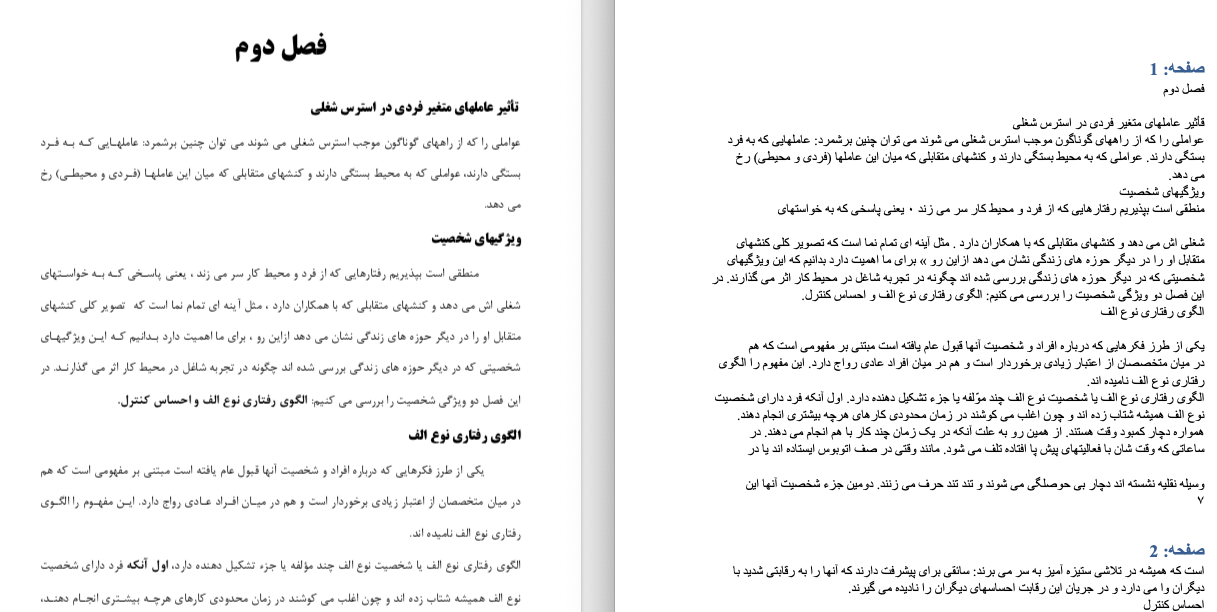 فصل دوم
تأثیر عاملهای متغیر فردی در استرس شغلی
عواملی را که از راههای گوناگون موجب استرس شغلی می شوند می توان چنین برشمرد: عاملهایی که به فرد
بستگی دارند، عواملی که به محیط بستگی دارند و کنشهای متقابلی که میان این عاملها (فردی و محیطی) رخ
می دهد.
ویژگیهای شخصیت
منطقی است بپذیریم رفتارهایی که از فرد و محیط کار سر می زند ، یعنی پاسخی که به خواستهای
شغلی اش می دهد و کنشهای متقابلی که با همکاران دارد ، مثل آینه ای تمام نما است که تصویر کلی کنشهای
متقابل او را در دیگر حوزه های زندگی نشان می دهد ازاین رو ، برای ما اهمیت دارد بدانیم که این ویژگیهای
شخصیتی که در دیگر حوزه های زندگی بررسی شده اند چگونه در تجربه شاغل در محیط کار اثر می گذارند. در
این فصل دو ویژگی شخصیت را بررسی می کنیم: الگوی رفتاری نوع الف و احساس کنترل.
الگوی رفتاری نوع الف
یکی از طرز فکرهایی که درباره افراد و شخصیت آنها قبول عام یافته است مبتنی بر مفهومی است که هم
در میان متخصصان از اعتبار زیادی برخوردار است و هم در میان افراد عادی رواج دارد. این مفهوم را الگوی
رفتاری نوع الف نامیده اند.
الگوی رفتاری نوع الف یا شخصیت نوع الف چند مؤلفه یا جزء تشکیل دهنده دارد، اول آنکه فرد دارای شخصیت
نوع الف همیشه شتاب زده اند و چون اغلب می کوشند در زمان محدودی کارهای هرچه بیشتری انجام دهند،
صفحه: 1
فصل دوم
قأثیر عاملهای متغیر فردی در استرس شغلی
عواملی را که از راههای گوناگون موجب استرس شغلی می شوند می توان چنین برشمرد: عاملهایی که به فرد
بستگی دارند. عواملی که به محیط بستگی دارند و کنشهای متقابلی که میان این عاملها (فردی و محیطی) رخ
می دهد.
ویژگیهای شخصیت
منطقی است بپذیریم رفتارهایی که از فرد و محیط کار سر می زند ٠ یعنی پاسخی که به خواستهای
شغلی اش می دهد و کنشهای متقابلی که با همکاران دارد . مثل آینه ای تمام نما است که تصویر کلی کنشهای
متقابل او را در دیگر حوزه های زندگی نشان می دهد ازاین رو » برای ما اهمیت دارد بدانیم که این ویژگیهای
شخصیتی که در دیگر حوزه های زندگی بررسی شده اند چگونه در تجربه شاغل در محیط کار اثر می گذارند. در
این فصل دو ویژگی شخصیت را بررسی می کنیم: الگوی رفتاری نوع الف و احساس کنترل.
الگوی رفتاری نوع الف
یکی از طرز فکرهایی که درباره افراد و شخصیت آنها قبول عام یافته است مبتنی بر مفهومی است که هم
در میان متخصصان از اعتبار زیادی برخوردار است و هم در میان افراد عادی رواج دارد. این مفهوم را الگوی
رفتاری نوع الف نامیده اند.
الگوی رفتاری نوع الف یا شخصیت نوع الف چند مؤلفه یا جزء تشکیل دهنده دارد. اول آنکه فرد دارای شخصیت
نوع الف همیشه شتاب زده اند و چون اغلب می کوشند در زمان محدودی کارهای هرچه بیشتری انجام دهند.
همواره دچار کمبود وقت هستند. از همین رو به علت آنکه در یک زمان چند کار با هم انجام می دهند. در
ساعاتی که وقت شان با فعالیتهای پیش پا افتاده تلف می شود. مانند وقتی در صف اتوبوس ایستاده اند یا در
وسیله نقلیه نشسته اند دچار بی حوصلگی می شوند و تند تند حرف می زنند. دومین جزء شخصیت آنها این
٧
صفحه: 2
است که همیشه در تلاشی ستیزه آمیز به سر می برند: سائقی برای پیشرفت دارند که آنها را به رقابتی شدید با
دیگران وا می دارد و در جریان این رقابت احساسهای دیگران را نادیده می گیرند.
احساس کنترل